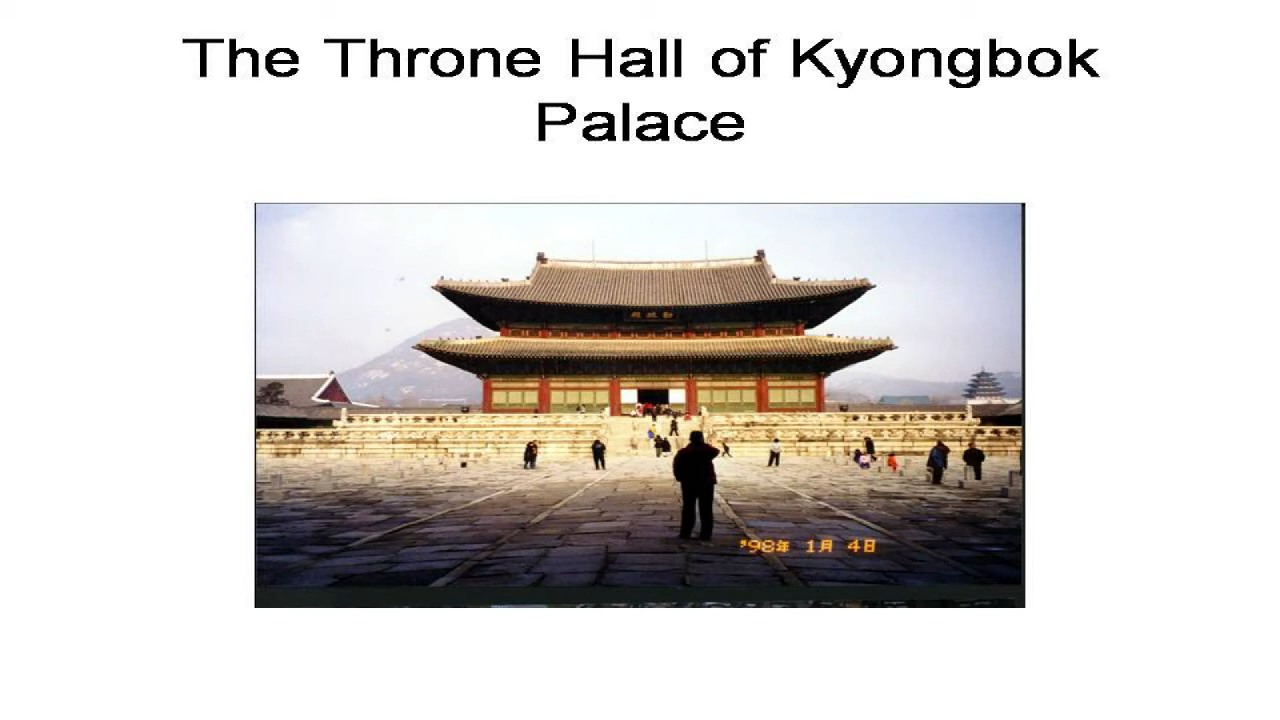 The Throne Hall of Kyongbok
Palace
'98年 1月 4日